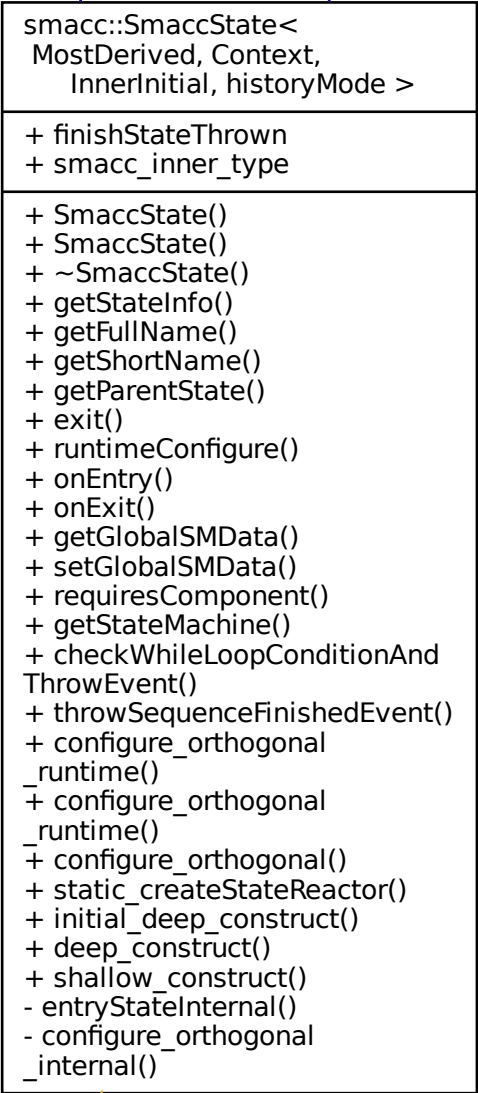 smacc::SmaccState<
MostDerived, Context,
InnerInitial, historyMode >
+ finishStateThrown
+ smacc_inner_type
+ SmaccState()
+ SmaccState()
+ ~SmaccState()
+ getStateInfo()
+ getFullName()
+ getShortName()
+ getParentState()
+ exit()
+ runtimeConfigure()
+ onEntry()
+ onExit()
+ getGlobalSMData()
+ setGlobalSMData()
+ requiresComponent()
+ getStateMachine()
+ checkWhileLoopConditionAnd
ThrowEvent()
+ throwSequenceFinishedEvent()
+ configure_orthogonal
_runtime()
+ configure_orthogonal
_runtime()
+ configure_orthogonal()
+ static_createStateReactor()
+ initial_deep_construct()
+ deep_construct()
+ shallow_construct()
- entryStateInternal()
- configure_orthogonal
_internal()